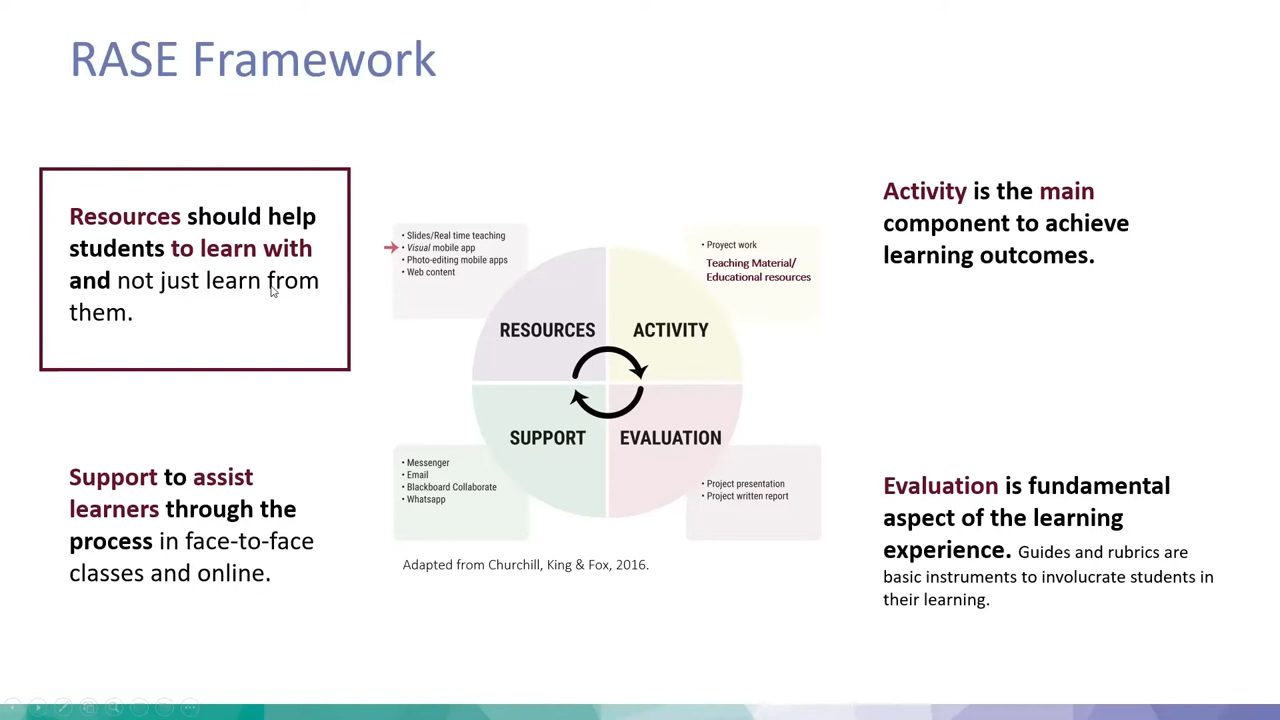 RASE Framework
Resources should help
students to learn with
and not just learn from
them.
• Slides/Real time teaching
• Visual mobile app
• Photo-editing mobile apps
• Web content
• Proyect work
Teaching Material/
Educational resources
Activity is the main
component to achieve
learning outcomes.
RESOURCES
ACTIVITY
SUPPORT
EVALUATION
Support to assist
learners through the
process in face-to-face
classes and online.
• Messenger
• Email
• Blackboard Collaborate
• Whatsapp
• Project presentation
• Project written report
Evaluation is fundamental
aspect of the learning
experience. Guides and rubrics are
basic instruments to involucrate students in
their learning.
Adapted from Churchill, King & Fox, 2016.